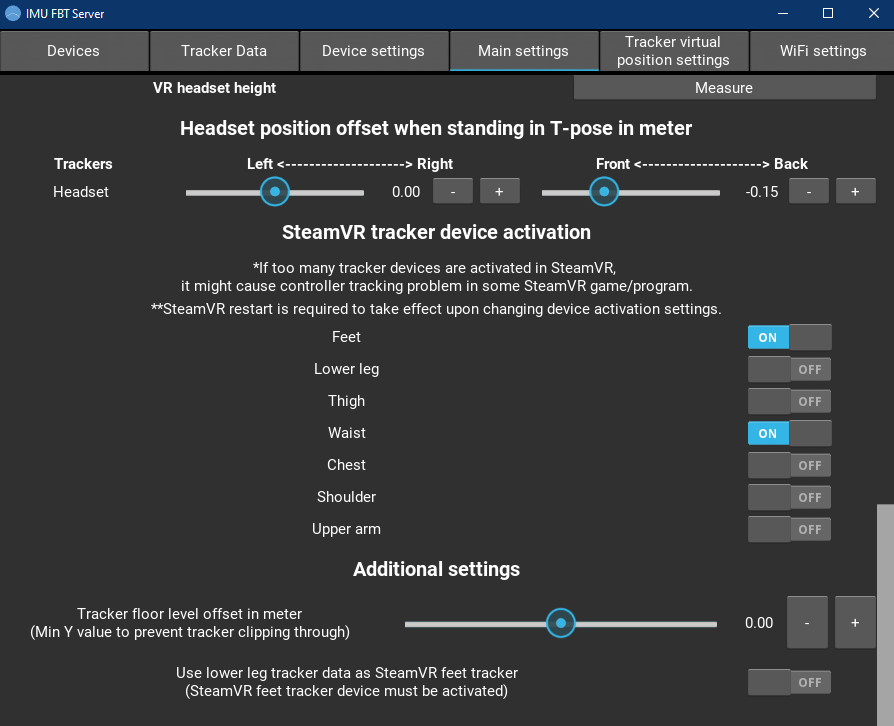 IMU FBT Server
Devices
Tracker Data
Device settings
Main settings
Tracker virtual
position settings
WiFi settings
VR headset height
Measure
Headset position offset when standing in T-pose in meter
Trackers
Left <--------------------> Right
Front <--------------------> Back
Headset
0.00
-
+
-0.15
-
+
SteamVR tracker device activation
*If too many tracker devices are activated in SteamVR,
it might cause controller tracking problem in some SteamVR game/program.
**SteamVR restart is required to take effect upon changing device activation settings.
Feet
ON
Lower leg
OFF
Thigh
OFF
Waist
ON
Chest
OFF
Shoulder
OFF
Upper arm
OFF
Additional settings
Tracker floor level offset in meter
(Min Y value to prevent tracker clipping through)
0.00
-
+
Use lower leg tracker data as SteamVR feet tracker
(SteamVR feet tracker device must be activated)
OFF